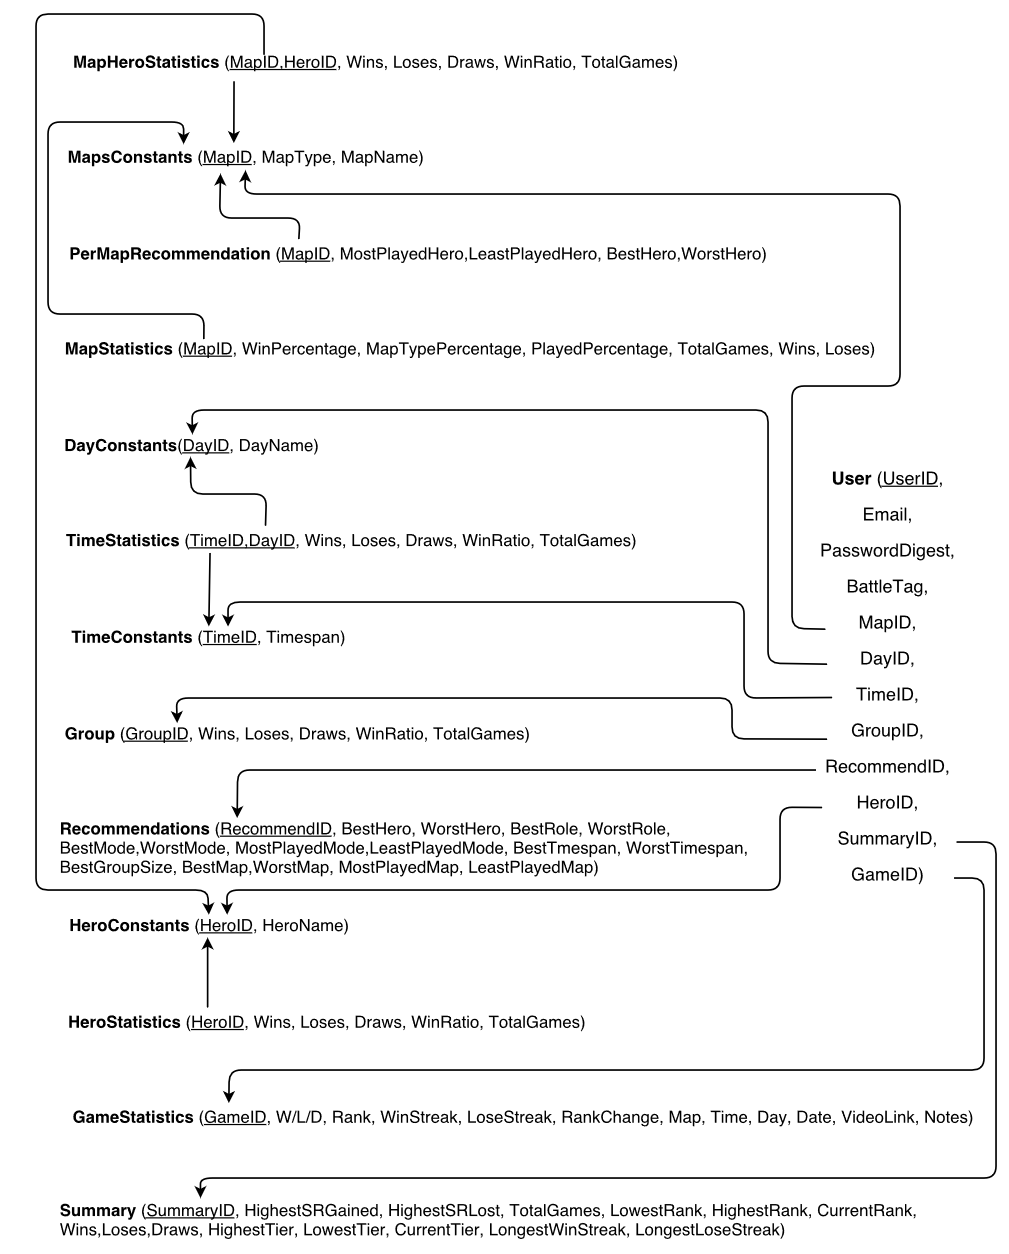 MapHeroStatistics (MapID,HeroID, Wins, Loses, Draws, WinRatio, TotalGames)
MapsConstants (MapID, MapType, MapName)
PerMapRecommendation (MapID, MostPlayedHero,LeastPlayedHero, BestHero,WorstHero)
MapStatistics (MapID, WinPercentage, MapTypePercentage, PlayedPercentage, TotalGames, Wins, Loses)
DayConstants(DayID, DayName)
TimeStatistics (TimeID,DayID, Wins, Loses, Draws, WinRatio, TotalGames)
TimeConstants (TimeID, Timespan)
Group (GroupID, Wins, Loses, Draws, WinRatio, TotalGames)
Recommendations (RecommendID, BestHero, WorstHero, BestRole, WorstRole,
BestMode,WorstMode, MostPlayedMode,LeastPlayedMode, BestTmespan, WorstTimespan,
BestGroupSize, BestMap,WorstMap, MostPlayedMap, LeastPlayedMap)
HeroConstants (HeroID, HeroName)
HeroStatistics (HeroID, Wins, Loses, Draws, WinRatio, TotalGames)
GameStatistics (GameID, W/L/D, Rank, WinStreak, LoseStreak, RankChange, Map, Time, Day, Date, VideoLink, Notes)
Summary (SummaryID, HighestSRGained, HighestSRLost, TotalGames, LowestRank, HighestRank, CurrentRank,
Wins,Loses,Draws, HighestTier, LowestTier, CurrentTier, LongestWinStreak, LongestLoseStreak)
User (UserID,
Email,
PasswordDigest,
BattleTag,
MapID,
DayID,
TimeID,
GroupID,
RecommendID,
HeroID,
SummaryID,
GameID)